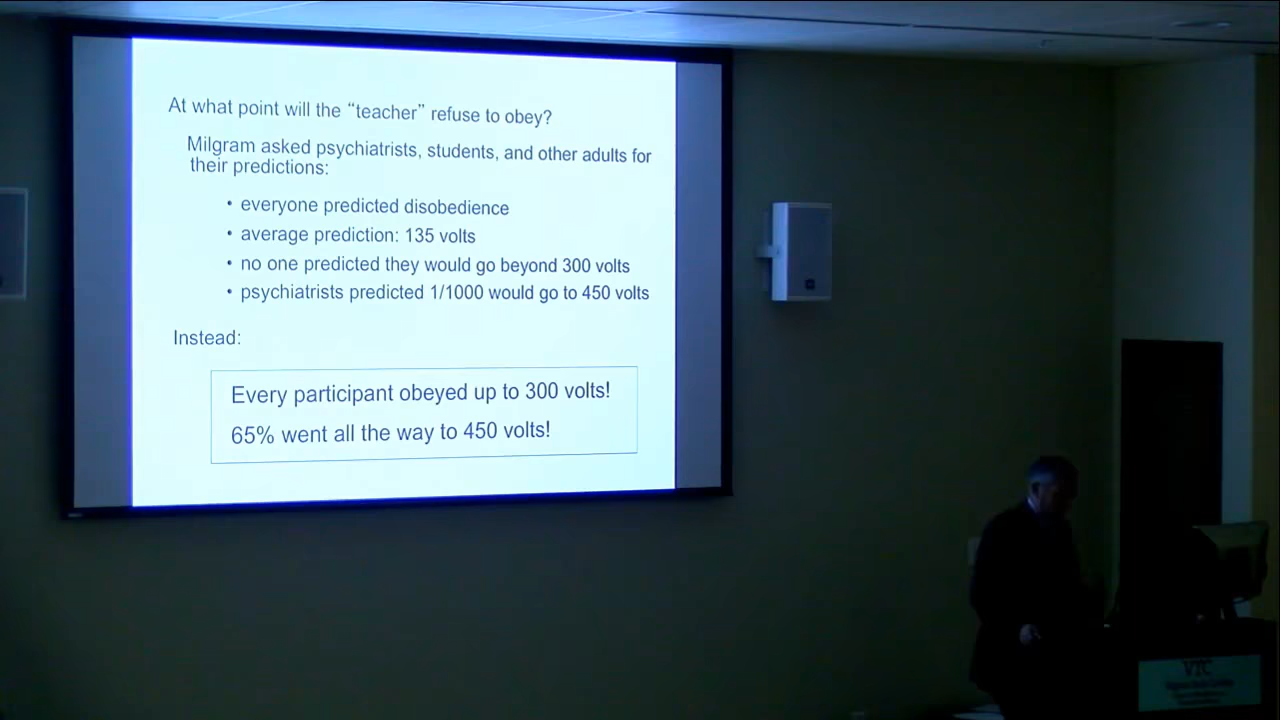 At what point will the “teacher” refuse to obey?
Milgram asked psychiatrists, students, and other adults for
their predictions:
• everyone predicted disobedience
• average prediction: 135 volts
• no one predicted they would go beyond 300 volts
• psychiatrists predicted 1/1000 would go to 450 volts
Instead:
Every participant obeyed up to 300 volts!
65% went all the way to 450 volts!
VTC